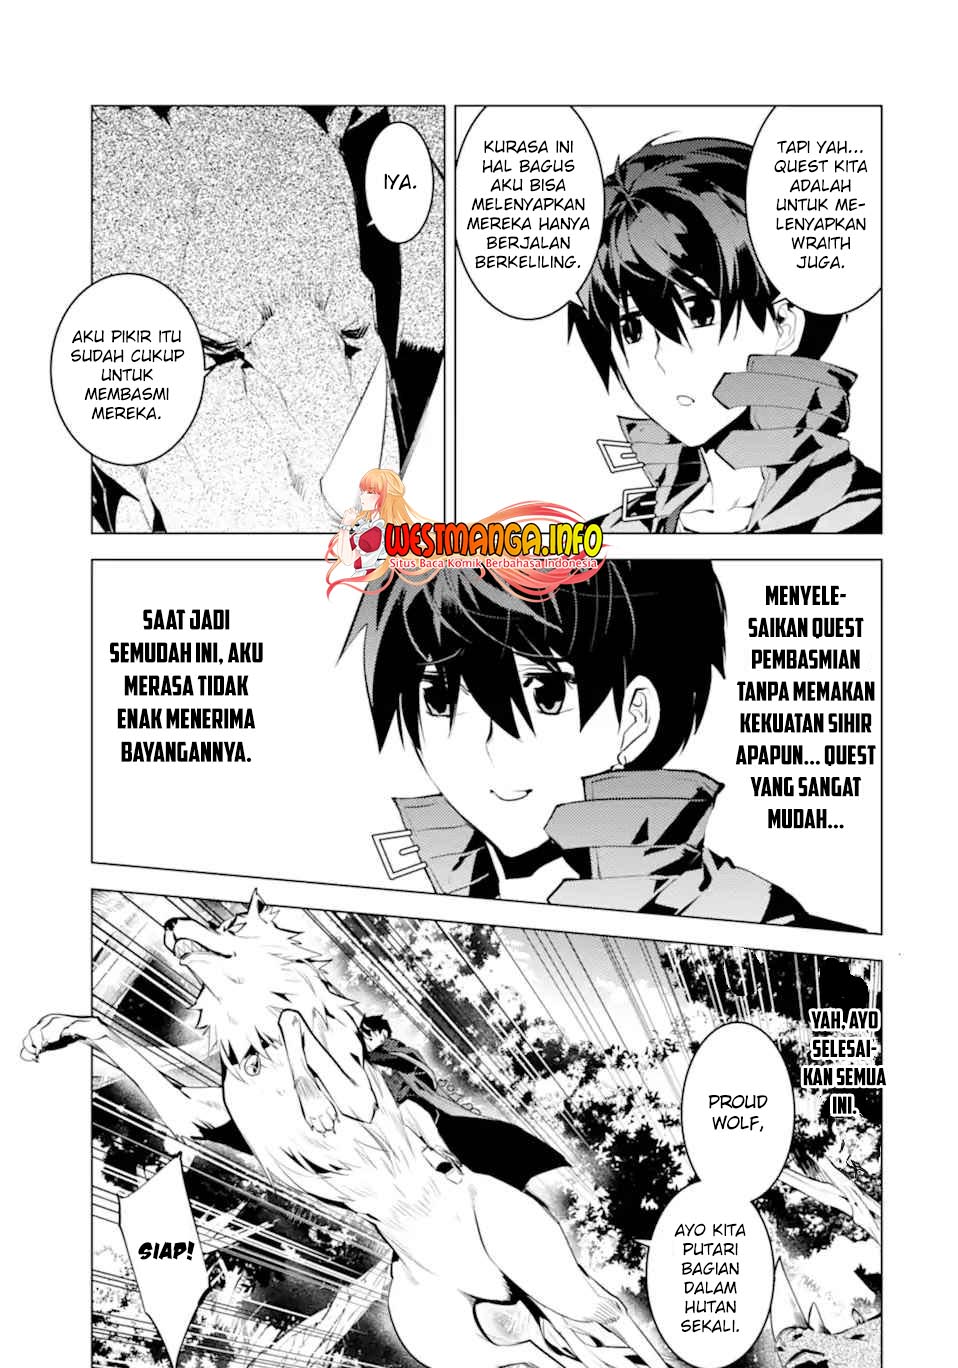 TAPI YAH...
QUEST KITA
ADALAH
UNTUK ME-
LENYAPKAN
WRAITH
JUGA.
KURASA INI
HAL BAGUS
AKU BISA
MELENYAPKAN
MEREKA HANYA
BERJALAN
BERKELILING.
IYA.
AKU PIKIR ITU
SUDAH CUKUP
UNTUK
MEMBASMI
MEREKA.
WESTMANGA.INFO
Situs Baca Komik Berbahasa Indonesia
MENYELE-
SAIKAN QUEST
PEMBASMIAN
TANPA MEMAKAN
KEKUATAN SIHIR
APAPUN... QUEST
YANG SANGAT
MUDAH...
SAAT JADI
SEMUDAH INI, AKU
MERASA TIDAK
ENAK MENERIMA
BAYANGANNYA.
YAH, AYO
SELESAI-
KAN SEMUA
INI.
PROUD
WOLF,
AYO KITA
PUTARI
BAGIAN
DALAM
HUTAN
SEKALI.
SIAP!